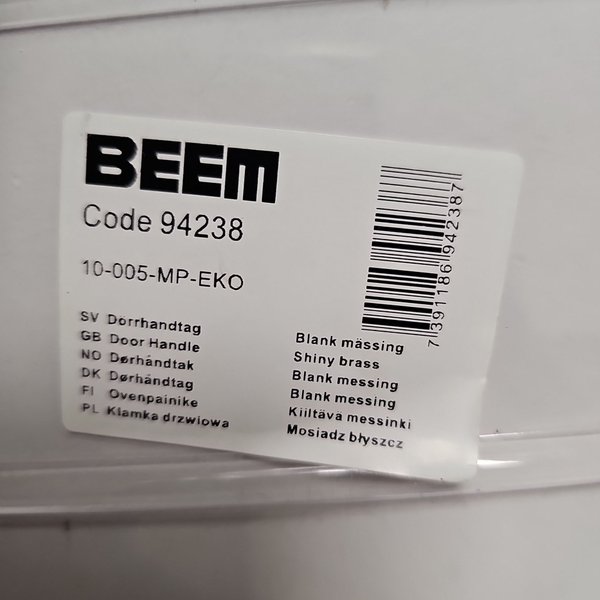 BEEM
Code 94238
10-005-MP-EKO
SV Dörrhandtag Blank mässing
GB Door Handle Shiny brass
NO Dørhåndtak Blank messing
DK Dørhåndtag Blank messing
FI Ovenpainike Kiiltävä messinki
PL Klamka drzwiowa Mosiadz błyszcz
7391186942387